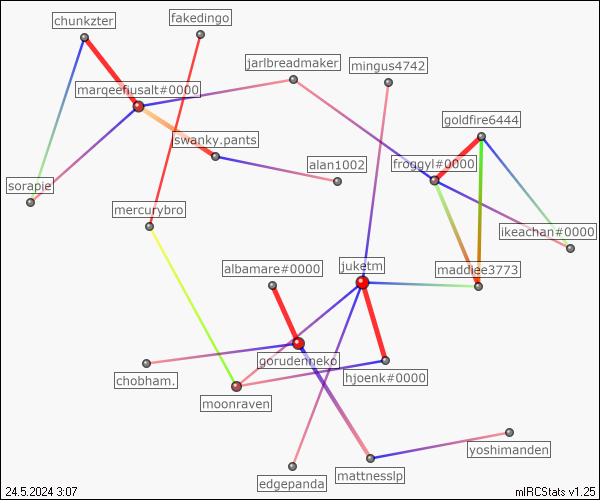 chunkzter
fakedingo
jarlbreadmaker
mingus4742
marqeefiusalt#0000
goldfire6444
swanky.pants
froggyl#0000
alan1002
sorapie
mercurybro
ikeachan#0000
albamare#0000
juketm
maddiee3773
gorudenneko
chobham.
hjoenk#0000
moonraven
yoshimanden
edgepanda
mattnesslp
24.5.2024 3:07
mIRCStats v1.25